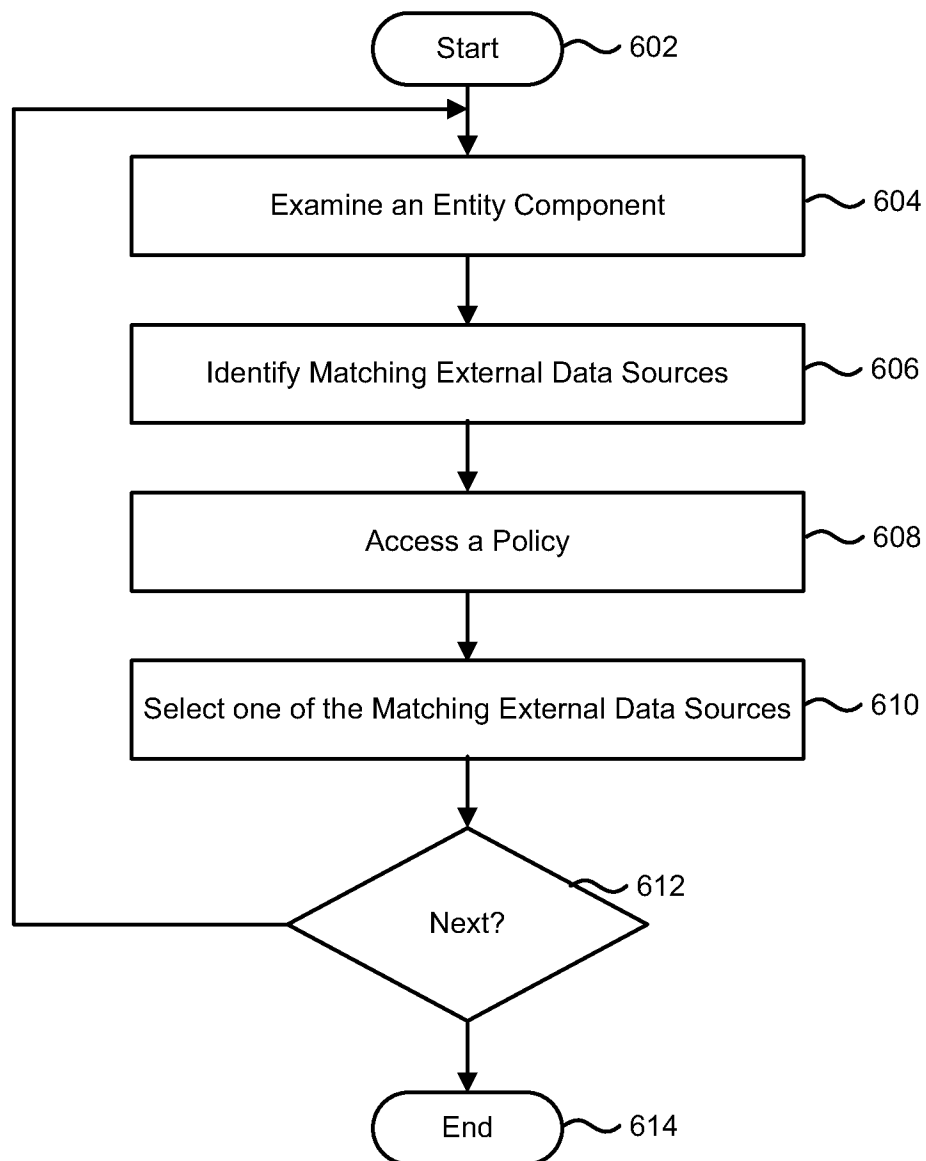 Start
602
Examine an Entity Component
604
Identify Matching External Data Sources
606
Access a Policy
608
Select one of the Matching External Data Sources
610
612
Next?
End
614